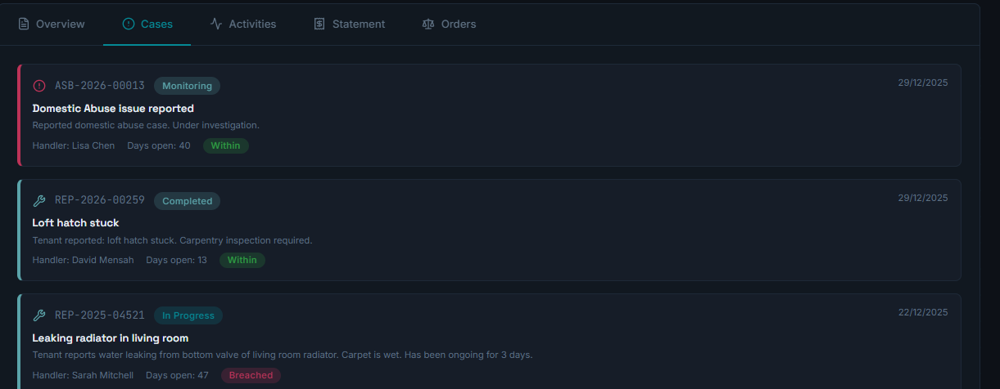 Overview Cases Activities Statement Orders
ASB-2026-00013 Monitoring 29/12/2025
Domestic Abuse issue reported
Reported domestic abuse case. Under investigation.
Handler: Lisa Chen Days open: 40 Within
REP-2026-00259 Completed 29/12/2025
Loft hatch stuck
Tenant reported: loft hatch stuck. Carpentry inspection required.
Handler: David Mensah Days open: 13 Within
REP-2025-04521 In Progress 22/12/2025
Leaking radiator in living room
Tenant reports water leaking from bottom valve of living room radiator. Carpet is wet. Has been ongoing for 3 days.
Handler: Sarah Mitchell Days open: 47 Breached